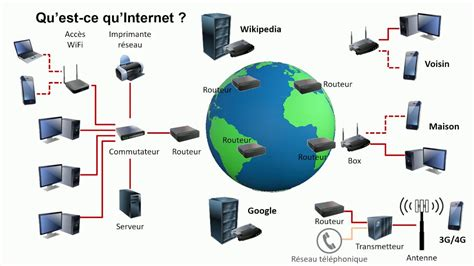 Qu'est-ce qu'Internet ?
Accès
WiFi
Imprimante
réseau
Wikipedia
Voisin
Routeur
Routeur
Maison
Commutateur
Routeur
Routeur
Routeur
Box
Serveur
Google
Routeur
3G/4G
Transmetteur
Réseau téléphonique
Antenne